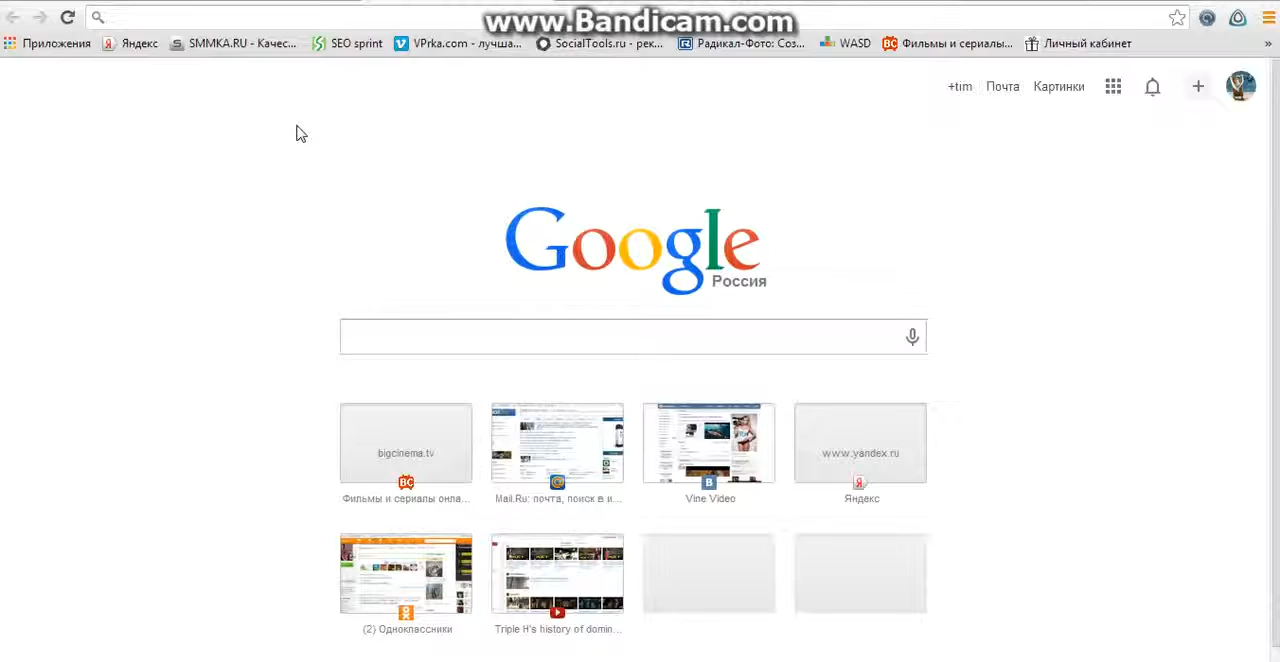 www.Bandicam.com
Приложения Яндекс SMMKA.RU - Качес... SEO sprint VPrka.com - лучша... SocialTools.ru - рек... Радикал-Фото: Соз... WASD Фильмы и сериалы... Личный кабинет »
+tim Почта Картинки
Google
Россия
bigcinema.tv www.yandex.ru
Фильмы и сериалы онла... Mail.Ru: почта, поиск в и... Vine Video Яндекс
(2) Одноклассники Triple H's history of domin...